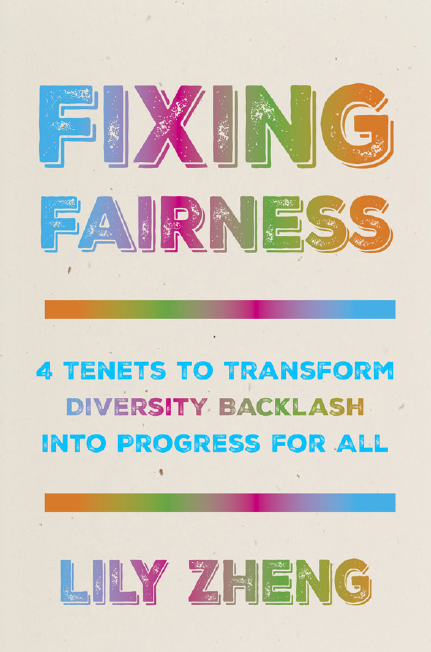 FIXING
FAIRNESS
4 TENETS TO TRANSFORM
DIVERSITY BACKLASH
INTO PROGRESS FOR ALL
LILY ZHENG